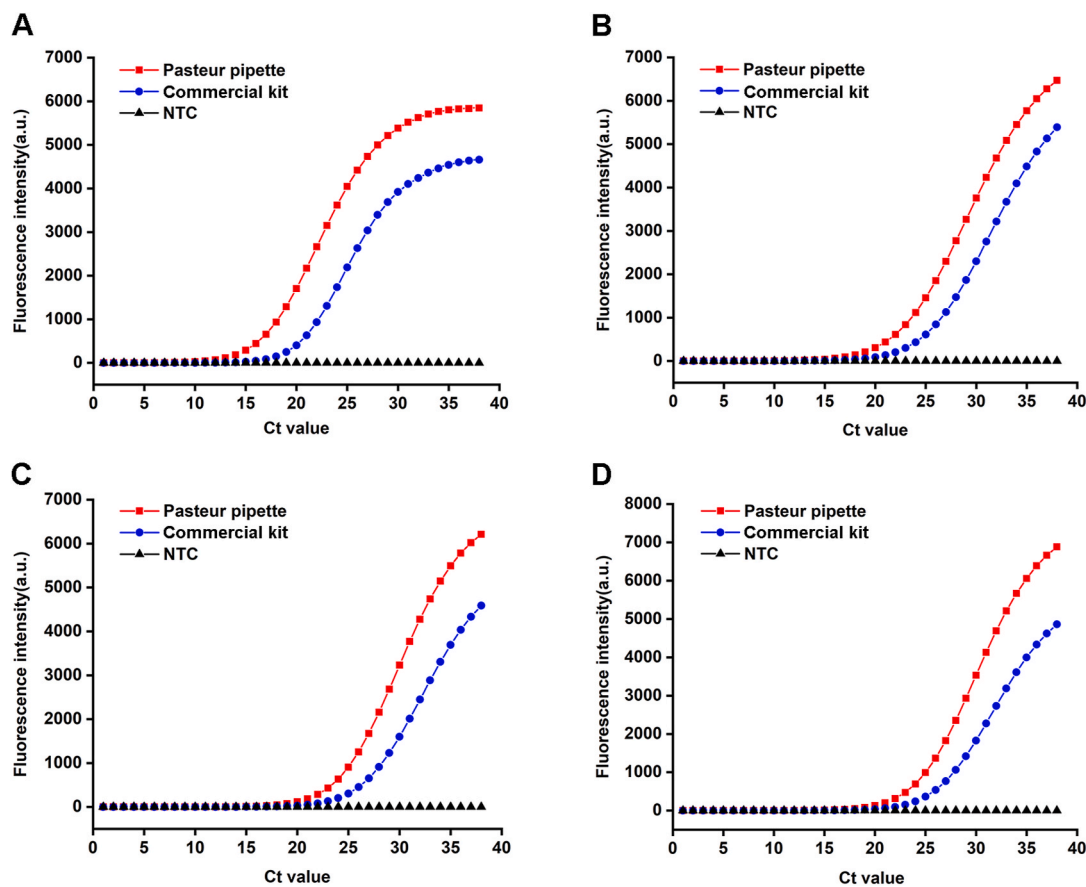 A
Pasteur pipette
Commercial kit
NTC
Fluorescence intensity(a.u.)
7000
6000
5000
4000
3000
2000
1000
0
0 5 10 15 20 25 30 35 40
Ct value
B
Pasteur pipette
Commercial kit
NTC
Fluorescence intensity(a.u.)
7000
6000
5000
4000
3000
2000
1000
0
0 5 10 15 20 25 30 35 40
Ct value
C
Pasteur pipette
Commercial kit
NTC
Fluorescence intensity(a.u.)
7000
6000
5000
4000
3000
2000
1000
0
0 5 10 15 20 25 30 35 40
Ct value
D
Pasteur pipette
Commercial kit
NTC
Fluorescence intensity(a.u.)
8000
7000
6000
5000
4000
3000
2000
1000
0
0 5 10 15 20 25 30 35 40
Ct value